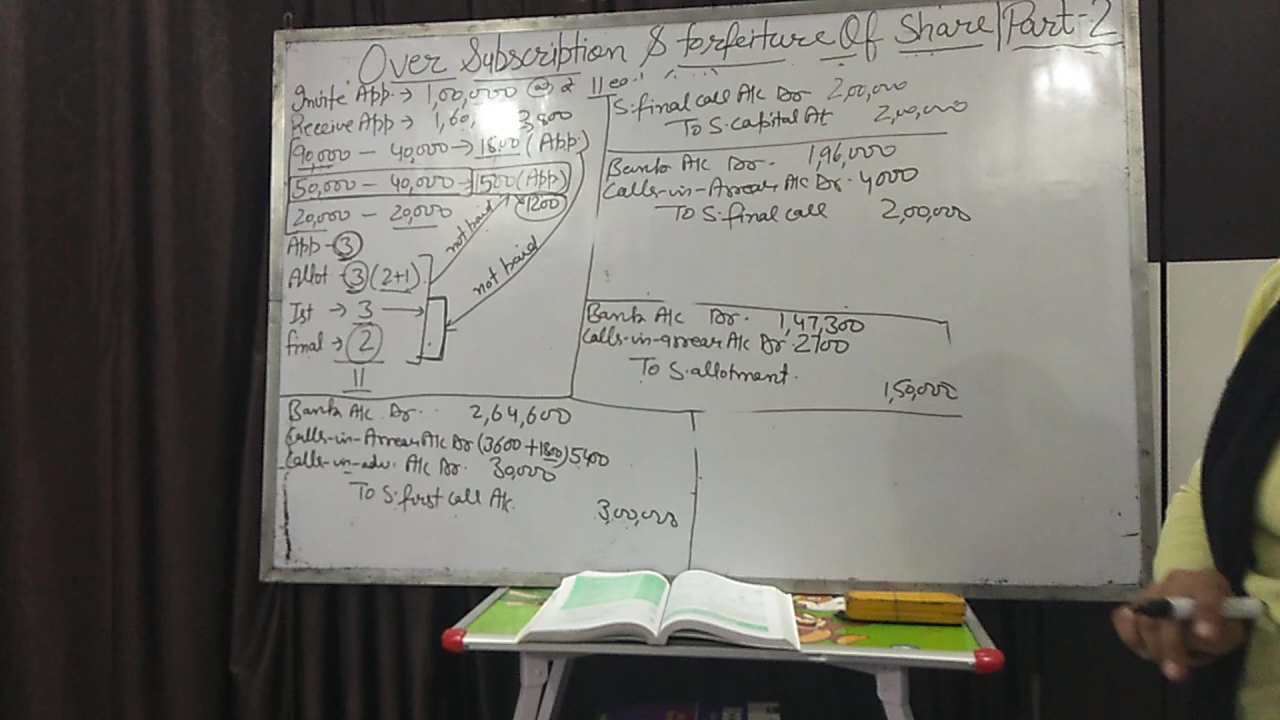 Over Subscription & forfeiture Of Share | Part-2
Invite App → 1,00,000 @ ₹ 11 ea
Receive App → 1,60, 3,800
90,000 - 40,000 → 1800 (App)
50,000 - 40,000 - 1500 (App)
1200
20,000 - 20,000
App - 3
Allot 3 (2+1)
Ist → 3
final → 2
11
not paid
not paid
S. final call A/c Dr 2,00,000
To S. capital A/c 2,00,000
Bank A/c Dr. 1,96,000
Calls-in-Arrear A/c Dr. 4000
To S. final call 2,00,000
Bank A/c Dr. 1,47,300
Calls-in-arrear A/c Dr. 2700
To S. allotment. 1,50,000
Bank A/c Dr. 2,64,600
Calls-in-Arrear A/c Dr (3600 + 1800) 5400
Calls-in-adv. A/c Dr. 30,000
To S. first call A/c. 3,00,000